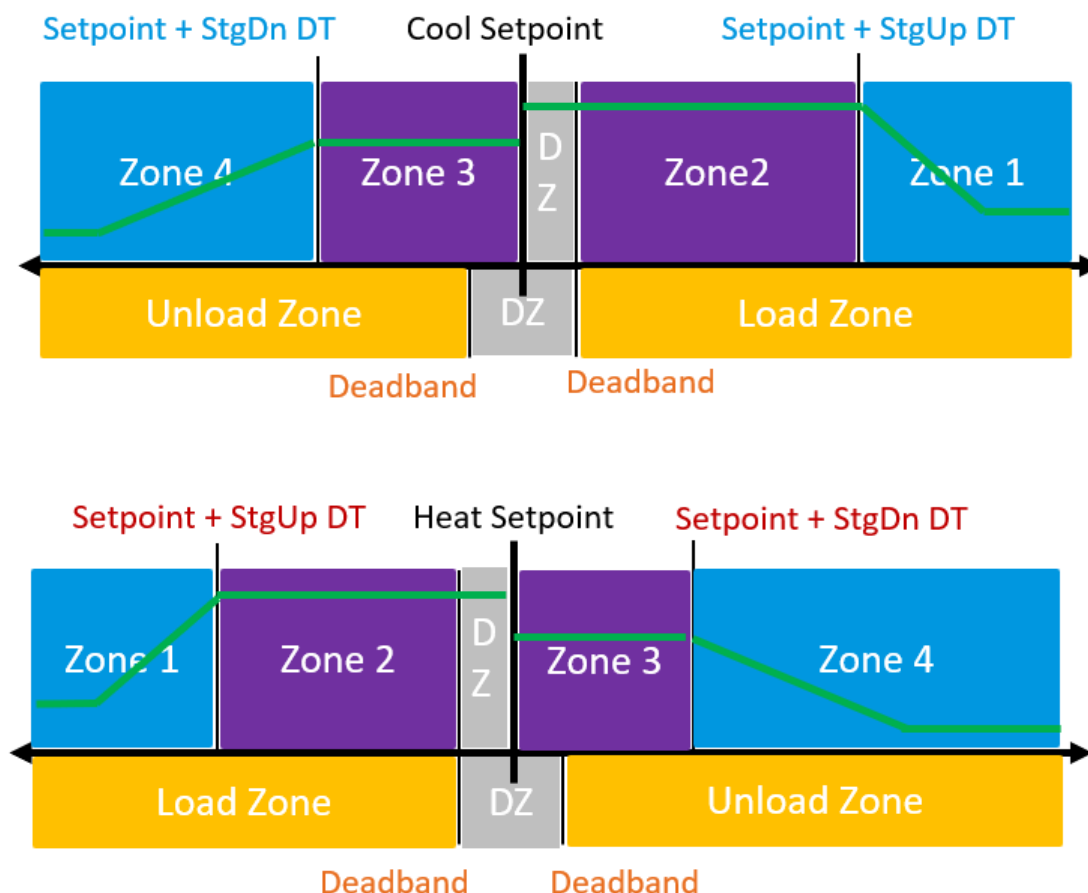 Setpoint + StgDn DT
Cool Setpoint
Setpoint + StgUp DT
Zone 4
Zone 3
D
Z
Zone2
Zone 1
Unload Zone
DZ
Load Zone
Deadband
Deadband
Setpoint + StgUp DT
Heat Setpoint
Setpoint + StgDn DT
Zone 1
Zone 2
D
Z
Zone 3
Zone 4
Load Zone
DZ
Unload Zone
Deadband
Deadband